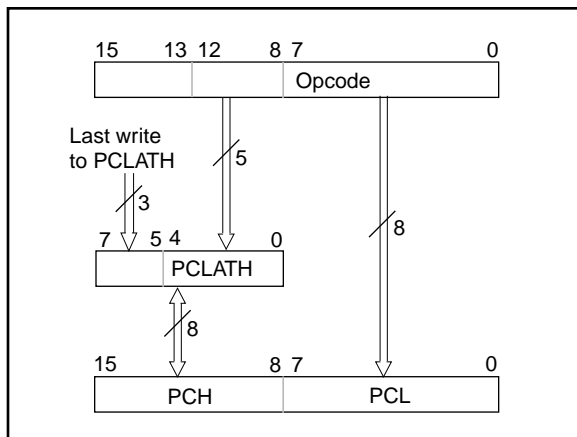 15 13 12 8 7 0
Opcode
Last write
to PCLATH
5
3
8
7 5 4 0
PCLATH
8
15 8 7 0
PCH PCL